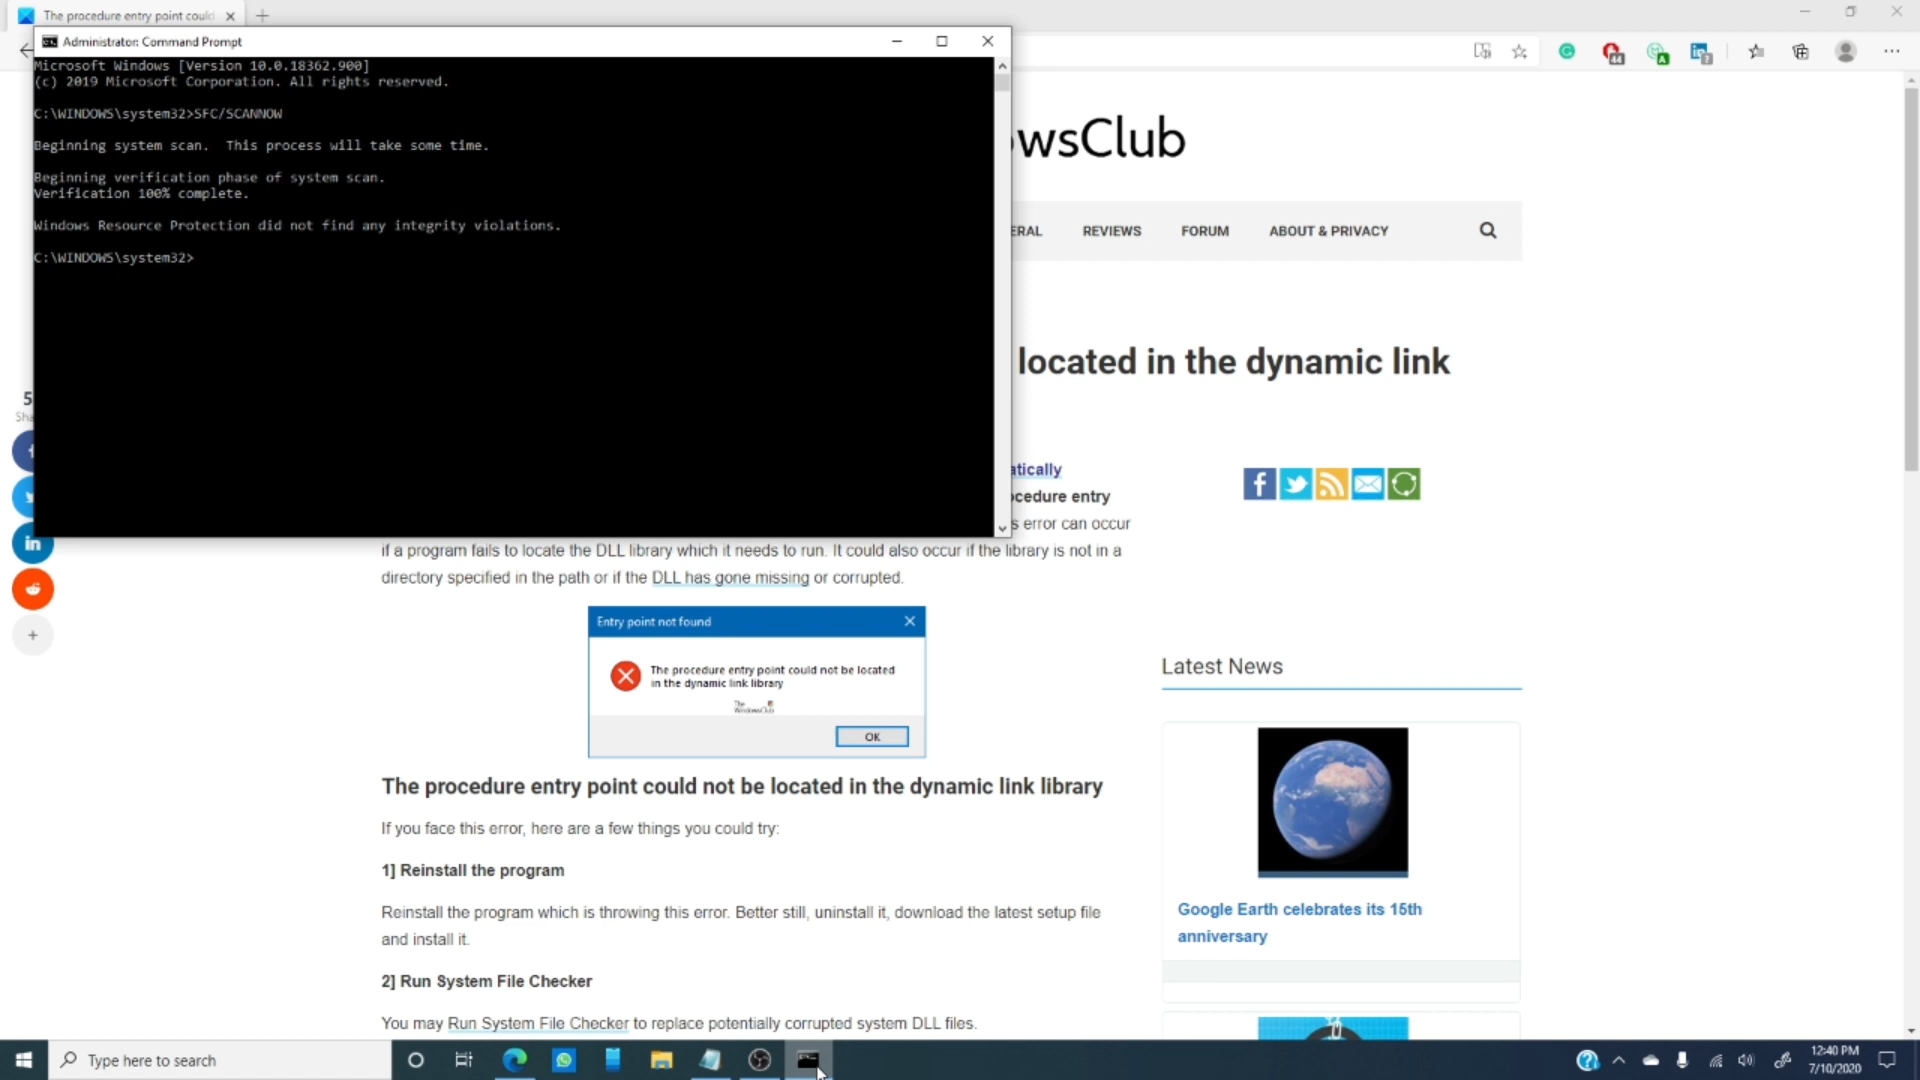 The procedure entry point could
Administrator: Command Prompt
Microsoft Windows [Version 10.0.18362.900]
(c) 2019 Microsoft Corporation. All rights reserved.
C:\WINDOWS\system32>SFC/SCANNOW
Beginning system scan.  This process will take some time.
Beginning verification phase of system scan.
Verification 100% complete.
Windows Resource Protection did not find any integrity violations.
C:\WINDOWS\system32>
44
A
?
wsClub
ERAL
REVIEWS
FORUM
ABOUT & PRIVACY
located in the dynamic link
5
Sha
atically
ocedure entry
s error can occur
if a program fails to locate the DLL library which it needs to run. It could also occur if the library is not in a
directory specified in the path or if the DLL has gone missing or corrupted.
Entry point not found
The procedure entry point could not be located
in the dynamic link library
The
WindowsClub
OK
Latest News
The procedure entry point could not be located in the dynamic link library
If you face this error, here are a few things you could try:
1] Reinstall the program
Reinstall the program which is throwing this error. Better still, uninstall it, download the latest setup file
and install it.
Google Earth celebrates its 15th
anniversary
2] Run System File Checker
You may Run System File Checker to replace potentially corrupted system DLL files.
Type here to search
12:40 PM
7/10/2020